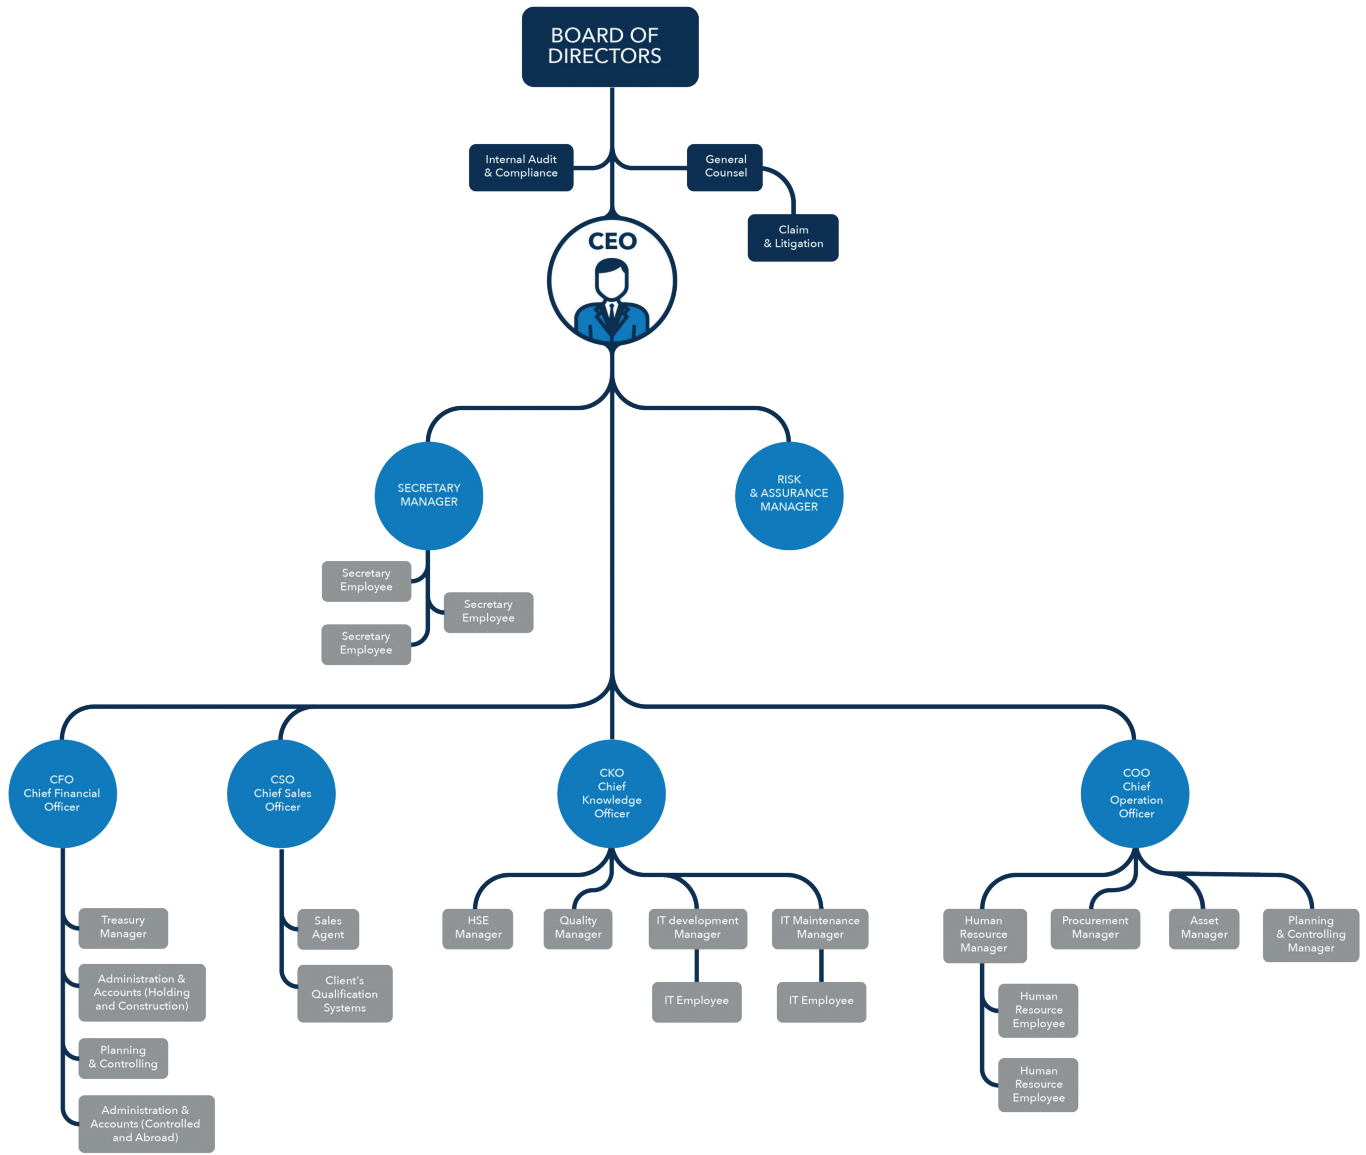 BOARD OF
DIRECTORS
Internal Audit
& Compliance
General
Counsel
Claim
& Litigation
CEO
SECRETARY
MANAGER
RISK
& ASSURANCE
MANAGER
Secretary
Employee
Secretary
Employee
Secretary
Employee
CFO
Chief Financial
Officer
CSO
Chief Sales
Officer
CKO
Chief
Knowledge
Officer
COO
Chief
Operation
Officer
Treasury
Manager
Administration &
Accounts (Holding
and Construction)
Planning
& Controlling
Administration &
Accounts (Controlled
and Abroad)
Sales
Agent
Client's
Qualification
Systems
HSE
Manager
Quality
Manager
IT development
Manager
IT Employee
IT Maintenance
Manager
IT Employee
Human
Resource
Manager
Human
Resource
Employee
Human
Resource
Employee
Procurement
Manager
Asset
Manager
Planning
& Controlling
Manager